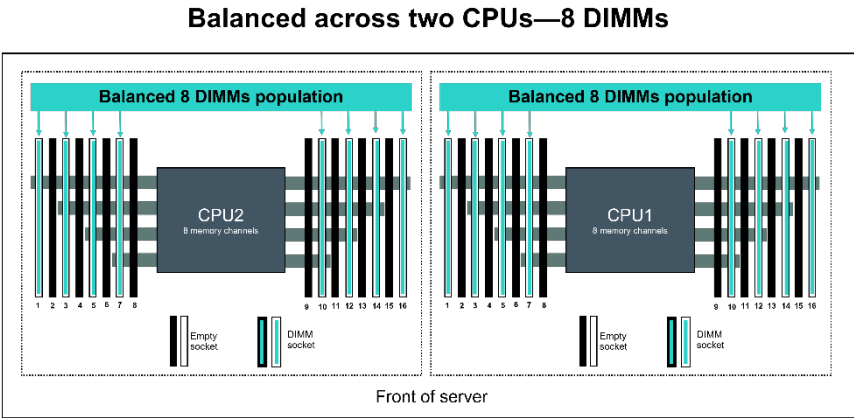 Balanced across two CPUs—8 DIMMs
Balanced 8 DIMMs population
CPU2
8 memory channels
1 2 3 4 5 6 7 8
9 10 11 12 13 14 15 16
Empty
socket
DIMM
socket
Balanced 8 DIMMs population
CPU1
8 memory channels
1 2 3 4 5 6 7 8
9 10 11 12 13 14 15 16
Empty
socket
DIMM
socket
Front of server